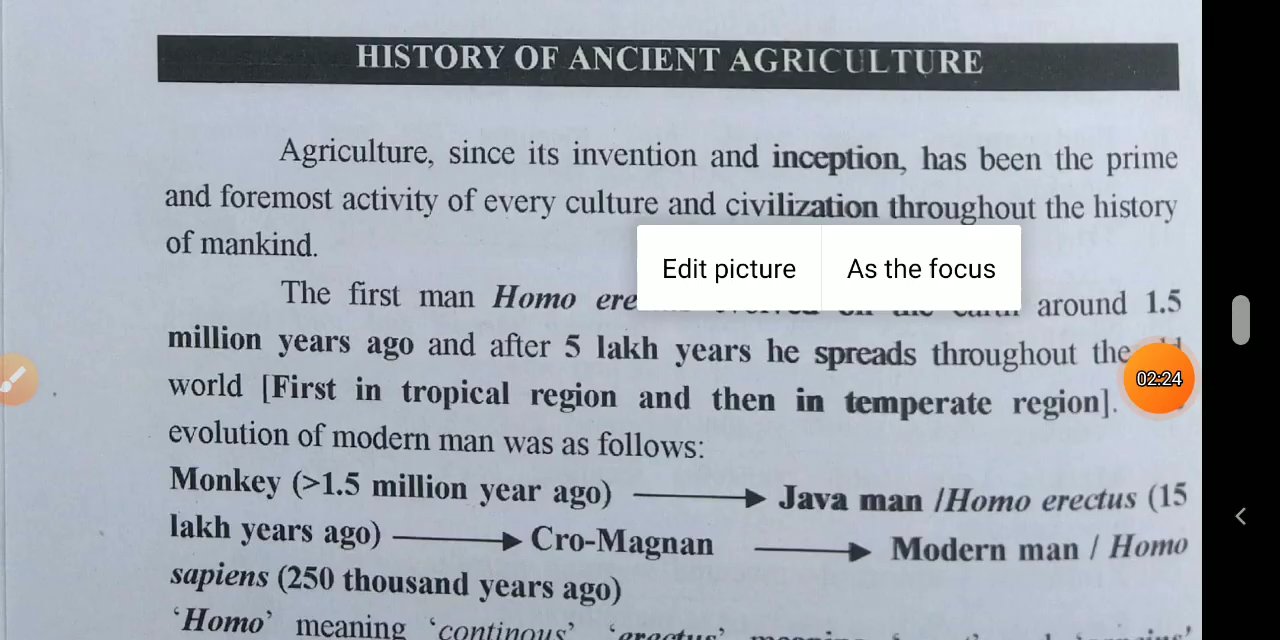 HISTORY OF ANCIENT AGRICULTURE
Agriculture, since its invention and inception, has been the prime
and foremost activity of every culture and civilization throughout the history
of mankind.
Edit picture
As the focus
The first man Homo ere around 1.5
million years ago and after 5 lakh years he spreads throughout the
02:24
world [First in tropical region and then in temperate region].
evolution of modern man was as follows:
Monkey (>1.5 million year ago) → Java man /Homo erectus (15
lakh years ago) → Cro-Magnan → Modern man / Homo
sapiens (250 thousand years ago)
‘Homo’ meaning ‘continous’ ‘erectus’ meaning